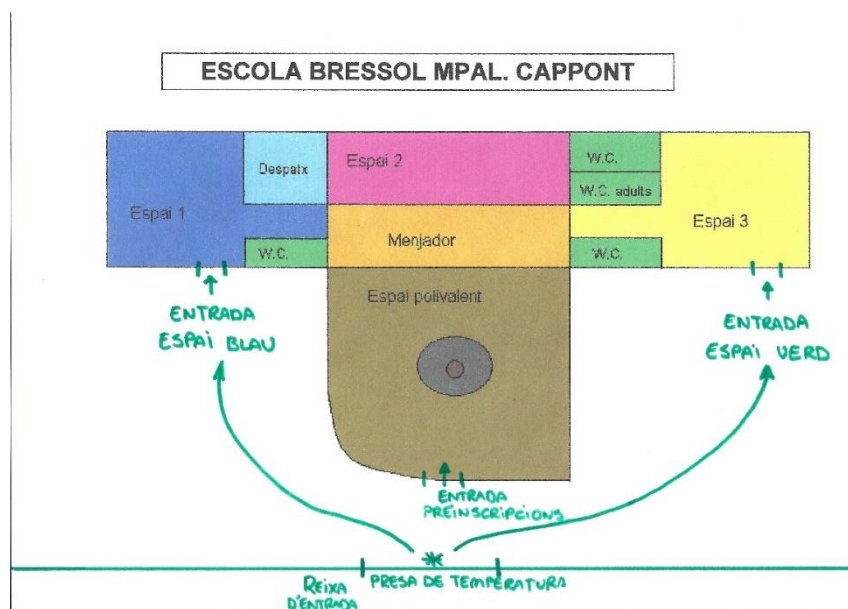 ESCOLA BRESSOL MPAL. CAPPONT
Despatx
Espai 2
W.C.
W.C. adults
Espai 1
Menjador
Espai 3
W.C.
W.C.
Espai polivalent
ENTRADA
ESPAI BLAU
ENTRADA
ESPAI VERD
ENTRADA
PREINSCRIPCIONS
REIXA
D'ENTRADA
PRESA DE TEMPERATURA